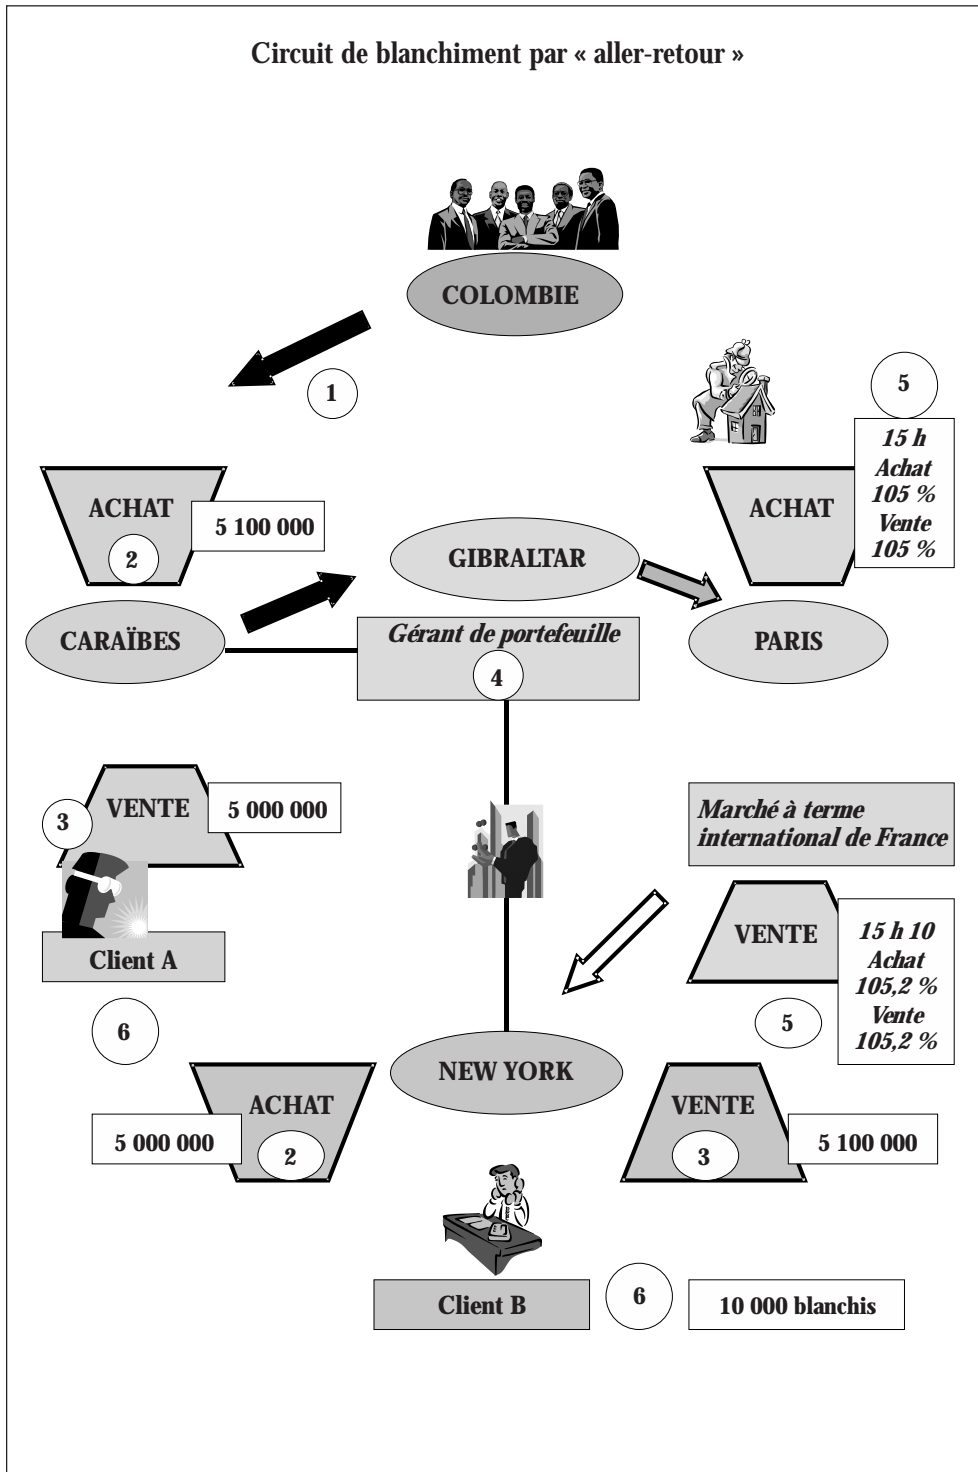 Circuit de blanchiment par « aller-retour »
COLOMBIE
1
5
15 h
Achat
105 %
Vente
105 %
ACHAT
2
5 100 000
ACHAT
GIBRALTAR
CARAÏBES
Gérant de portefeuille
4
PARIS
3
VENTE
5 000 000
Marché à terme
international de France
Client A
VENTE
15 h 10
Achat
105,2 %
Vente
105,2 %
5
6
NEW YORK
ACHAT
5 000 000
2
VENTE
3
5 100 000
Client B
6
10 000 blanchis